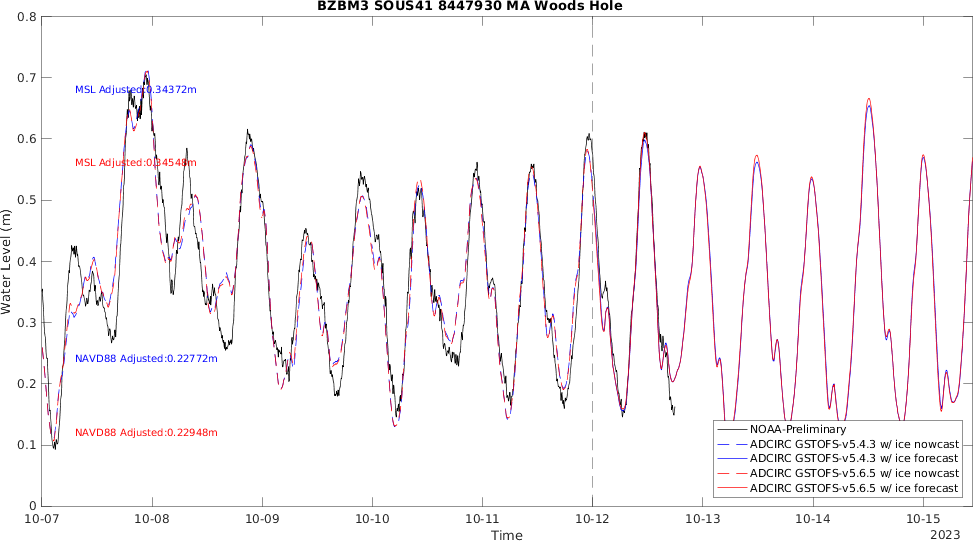 BZBM3 SOUS41 8447930 MA Woods Hole
0.8
0.7
0.6
0.5
0.4
0.3
0.2
0.1
0
Water Level (m)
MSL Adjusted:0.34372m
MSL Adjusted:0.34548m
NAVD88 Adjusted:0.22772m
NAVD88 Adjusted:0.22948m
NOAA-Preliminary
ADCIRC GSTOFS-v5.4.3 w/ ice nowcast
ADCIRC GSTOFS-v5.4.3 w/ ice forecast
ADCIRC GSTOFS-v5.6.5 w/ ice nowcast
ADCIRC GSTOFS-v5.6.5 w/ ice forecast
10-07 10-08 10-09 10-10 10-11 10-12 10-13 10-14 10-15
Time
2023